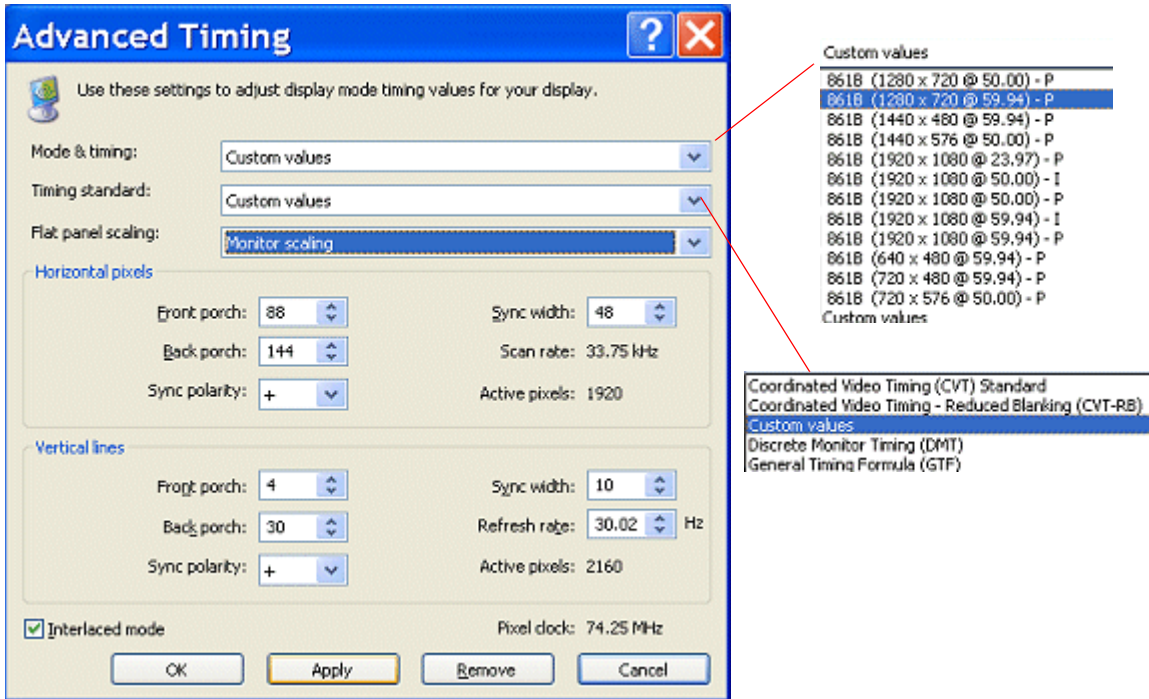 Advanced Timing
Use these settings to adjust display mode timing values for your display.
Mode & timing: Custom values
Timing standard: Custom values
Flat panel scaling: Monitor scaling
Horizontal pixels
Front porch: 88 Sync width: 48
Back porch: 144 Scan rate: 33.75 kHz
Sync polarity: + Active pixels: 1920
Vertical lines
Front porch: 4 Sync width: 10
Back porch: 30 Refresh rate: 30.02 Hz
Sync polarity: + Active pixels: 2160
Interlaced mode Pixel clock: 74.25 MHz
OK Apply Remove Cancel
Custom values
861B (1280 x 720 @ 50.00) - P
861B (1280 x 720 @ 59.94) - P
861B (1440 x 480 @ 59.94) - P
861B (1440 x 576 @ 50.00) - P
861B (1920 x 1080 @ 23.97) - P
861B (1920 x 1080 @ 50.00) - I
861B (1920 x 1080 @ 50.00) - P
861B (1920 x 1080 @ 59.94) - I
861B (1920 x 1080 @ 59.94) - P
861B (640 x 480 @ 59.94) - P
861B (720 x 480 @ 59.94) - P
861B (720 x 576 @ 50.00) - P
Custom values
Coordinated Video Timing (CVT) Standard
Coordinated Video Timing - Reduced Blanking (CVT-RB)
Custom values
Discrete Monitor Timing (DMT)
General Timing Formula (GTF)